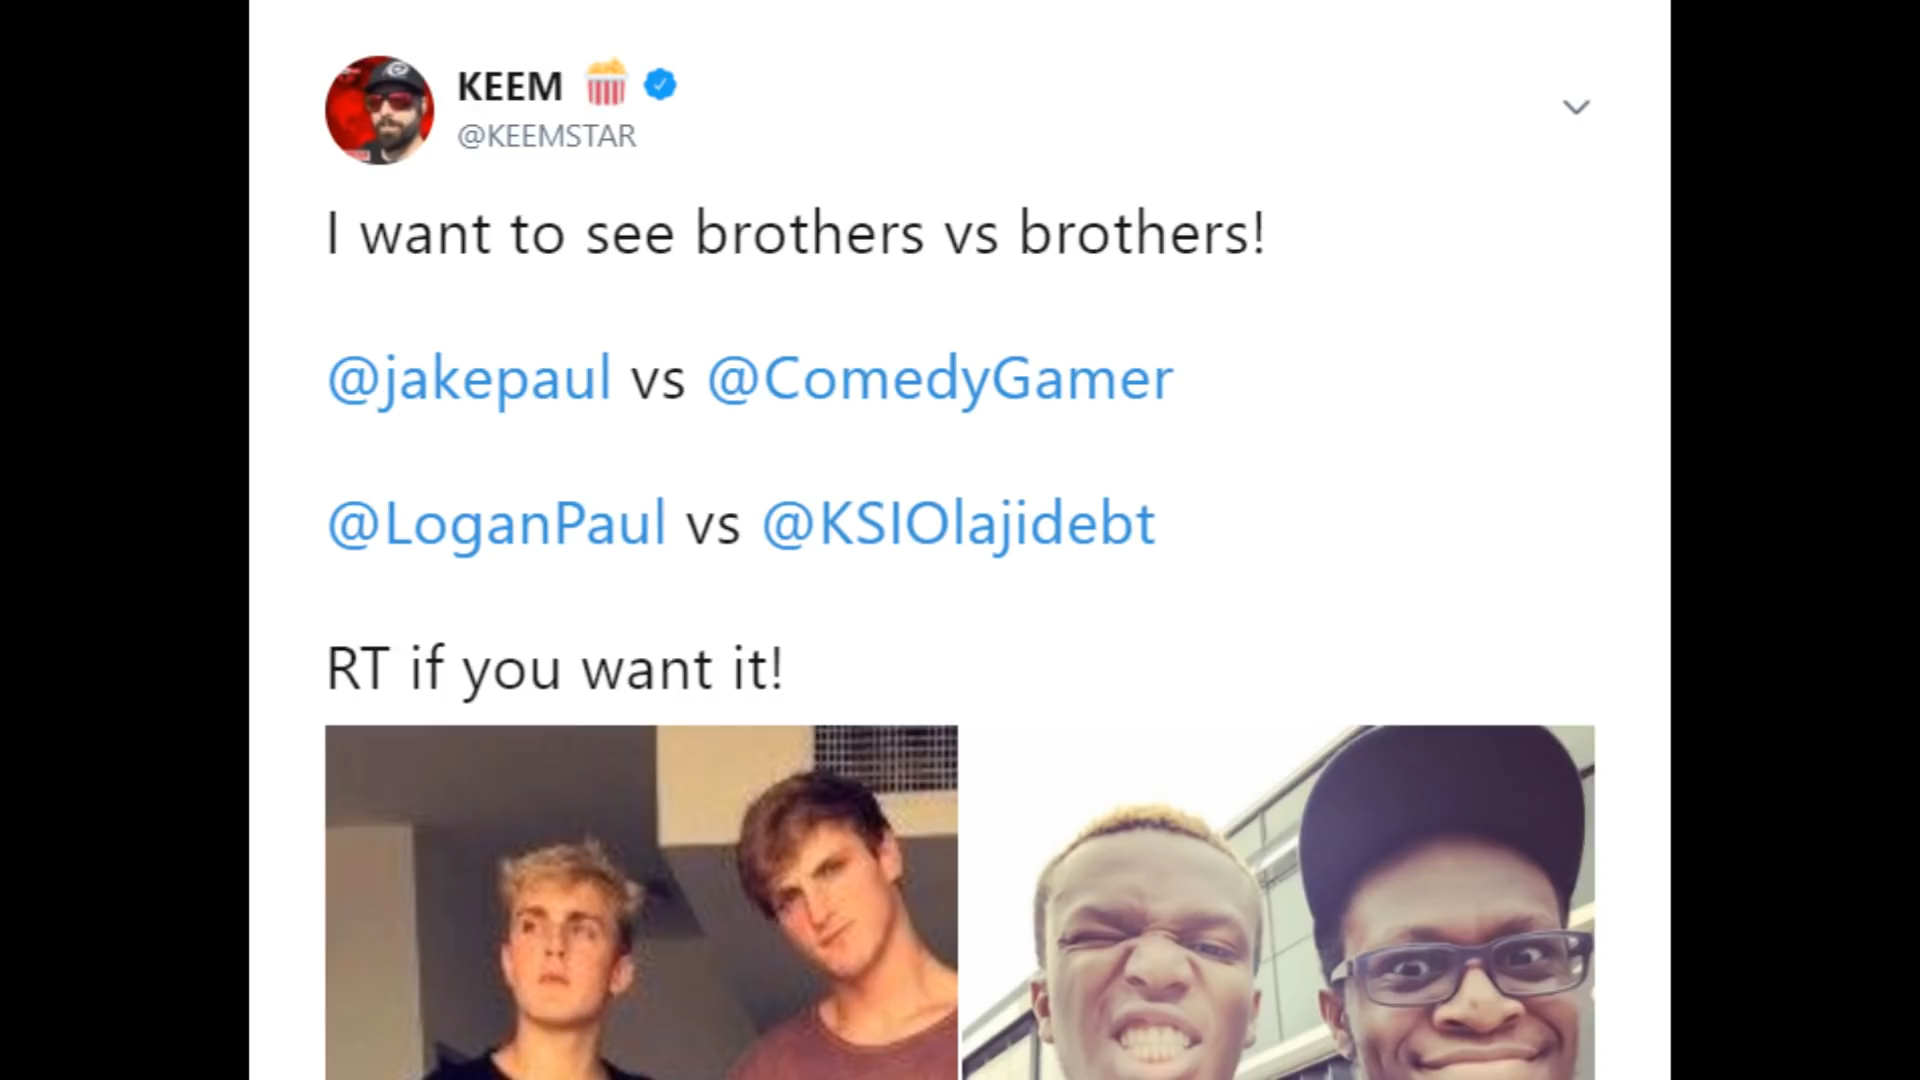 KEEM
@KEEMSTAR
I want to see brothers vs brothers!
@jakepaul vs @ComedyGamer
@LoganPaul vs @KSIOlajidebt
RT if you want it!